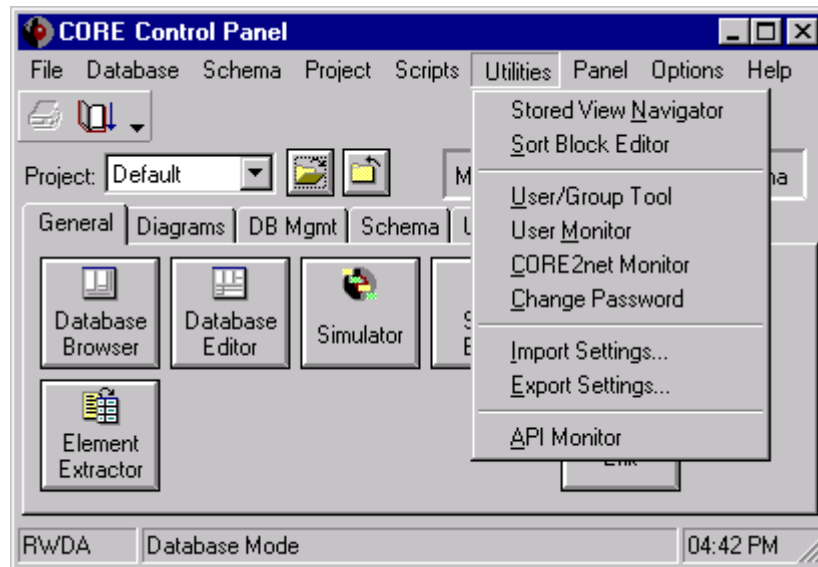 CORE Control Panel
File Database Schema Project Scripts Utilities Panel Options Help
Project: Default
General Diagrams DB Mgmt Schema
Database Browser
Database Editor
Simulator
Element Extractor
Stored View Navigator
Sort Block Editor
User/Group Tool
User Monitor
CORE2net Monitor
Change Password
Import Settings...
Export Settings...
API Monitor
RWDA Database Mode 04:42 PM